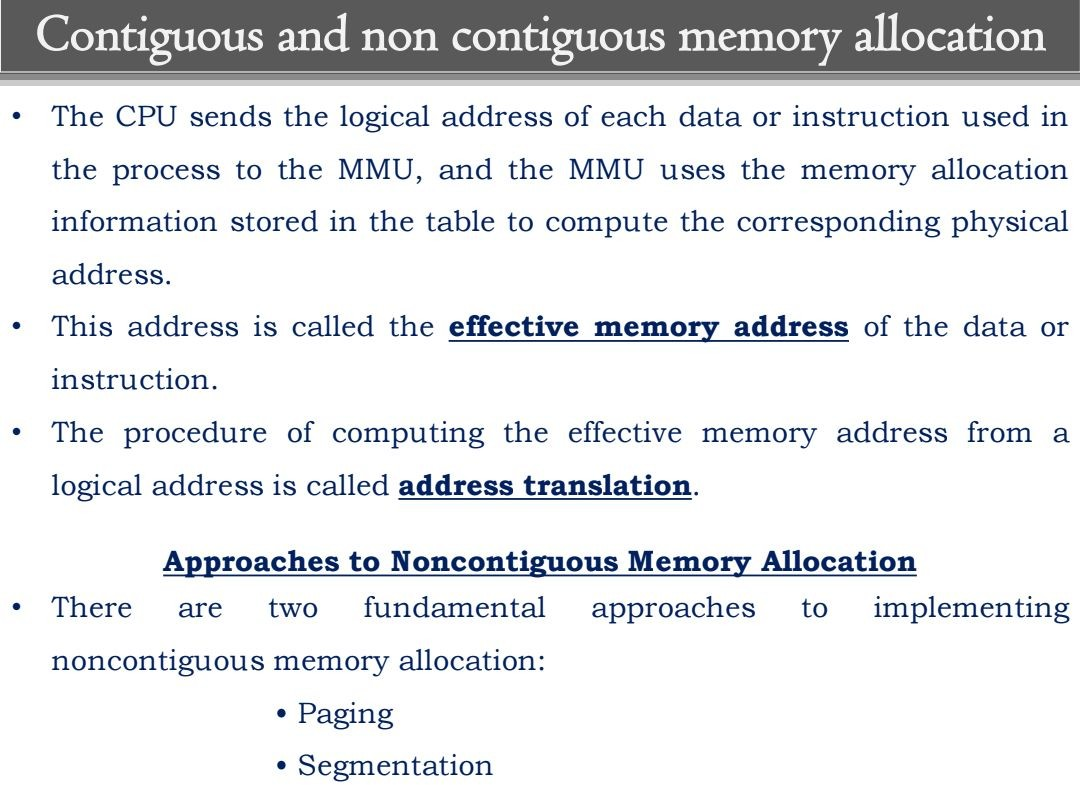 Contiguous and non contiguous memory allocation
• The CPU sends the logical address of each data or instruction used in
the process to the MMU, and the MMU uses the memory allocation
information stored in the table to compute the corresponding physical
address.
• This address is called the effective memory address of the data or
instruction.
• The procedure of computing the effective memory address from a
logical address is called address translation.
Approaches to Noncontiguous Memory Allocation
• There are two fundamental approaches to implementing
noncontiguous memory allocation:
• Paging
• Segmentation